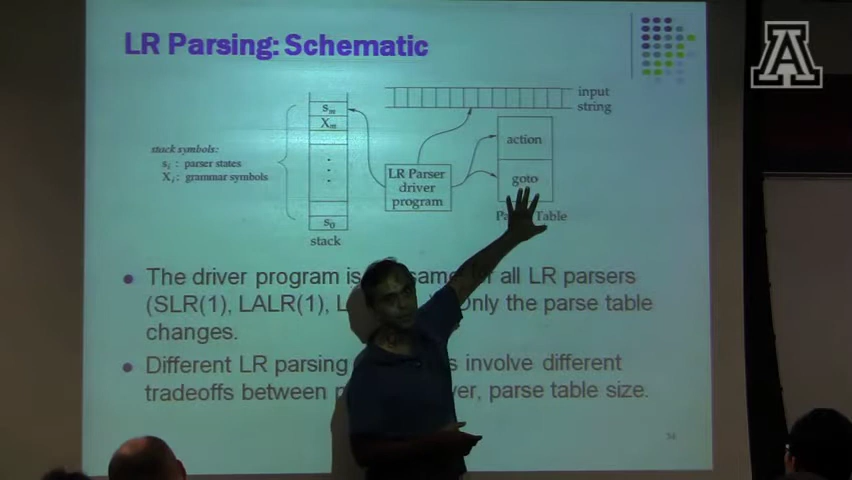 LR Parsing: Schematic
A
input
string
sm
Xm
action
stack symbols:
si : parser states
Xi : grammar symbols
LR Parser
driver
program
goto
Table
s0
stack
The driver program is same for all LR parsers
(SLR(1), LALR(1), Only the parse table
changes.
Different LR parsing involve different
tradeoffs between parse table size.
34